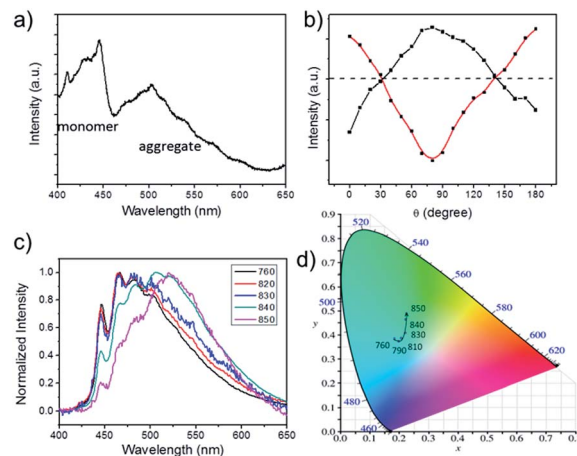 a)
Intensity (a.u.)
monomer
aggregate
400 450 500 550 600 650
Wavelength (nm)
b)
Intensity (a.u.)
0 30 60 90 120 150 180
θ (degree)
c)
Normalized Intensity
1.0
0.8
0.6
0.4
0.2
0.0
760
820
830
840
850
400 450 500 550 600 650
Wavelength (nm)
d)
0.9
0.8
0.7
0.6
0.5
0.4
0.3
0.2
0.1
0.0
y
520
540
560
500
580
600
620
480
460
850
840
830
760 790 810
0.0 0.1 0.2 0.3 0.4 0.5 0.6 0.7
x